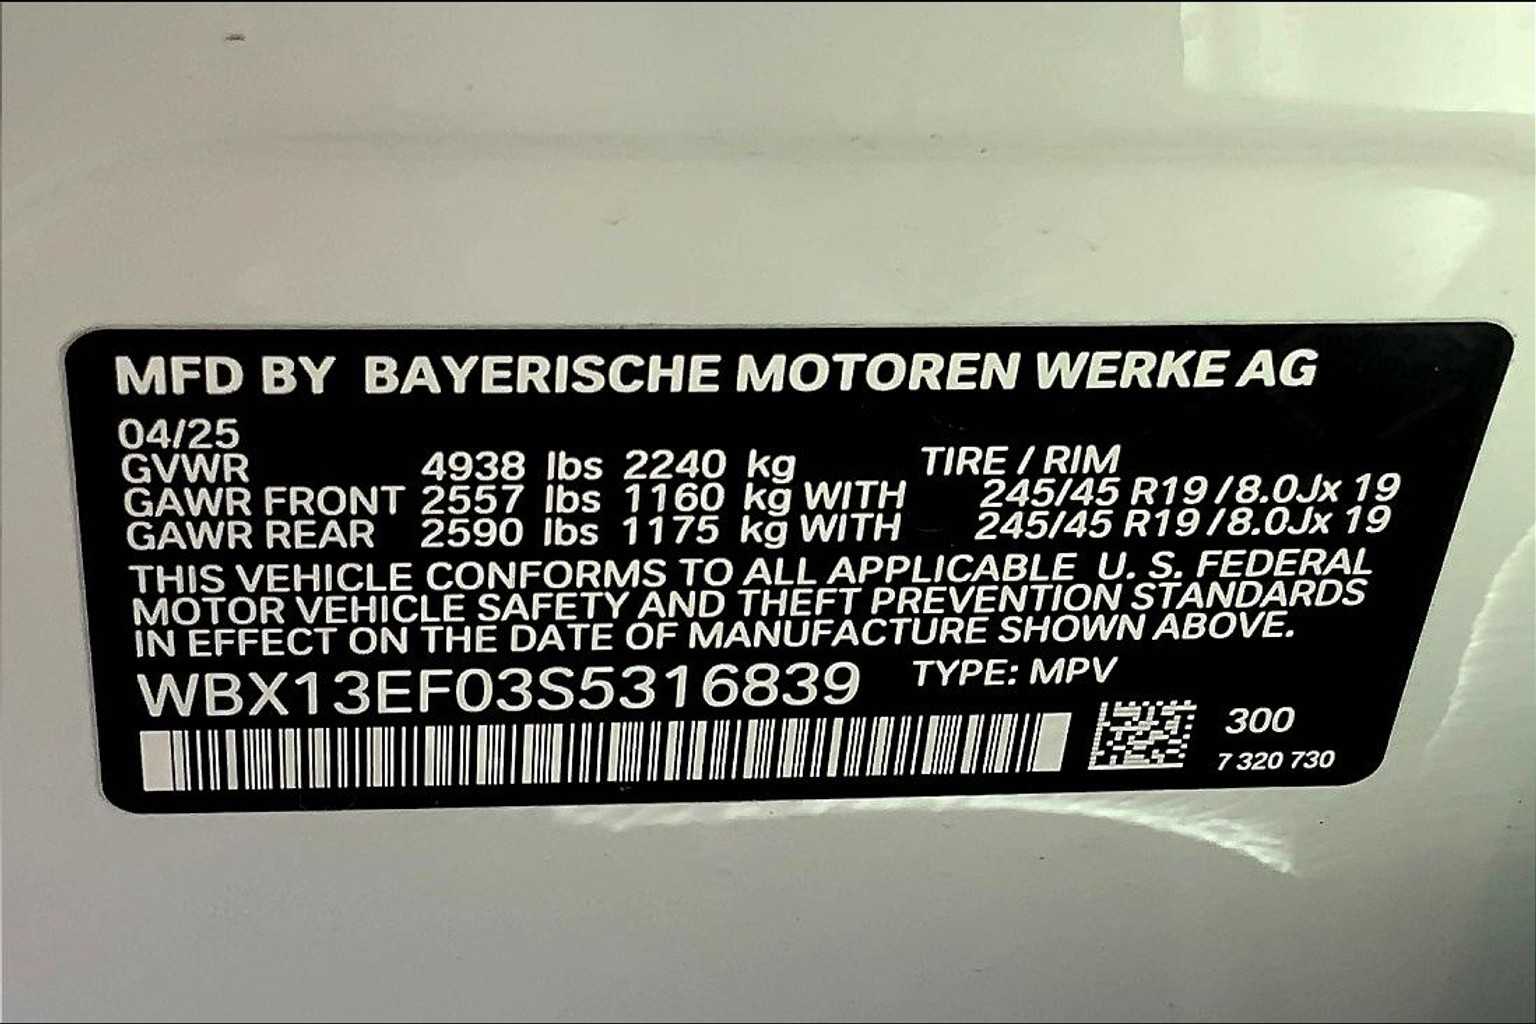 MFD BY BAYERISCHE MOTOREN WERKE AG
04/25
GVWR 4938 lbs 2240 kg TIRE / RIM
GAWR FRONT 2557 lbs 1160 kg WITH 245/45 R19 / 8.0Jx 19
GAWR REAR 2590 lbs 1175 kg WITH 245/45 R19 / 8.0Jx 19
THIS VEHICLE CONFORMS TO ALL APPLICABLE U. S. FEDERAL
MOTOR VEHICLE SAFETY AND THEFT PREVENTION STANDARDS
IN EFFECT ON THE DATE OF MANUFACTURE SHOWN ABOVE.
WBX13EF03S5316839 TYPE: MPV
300
7 320 730